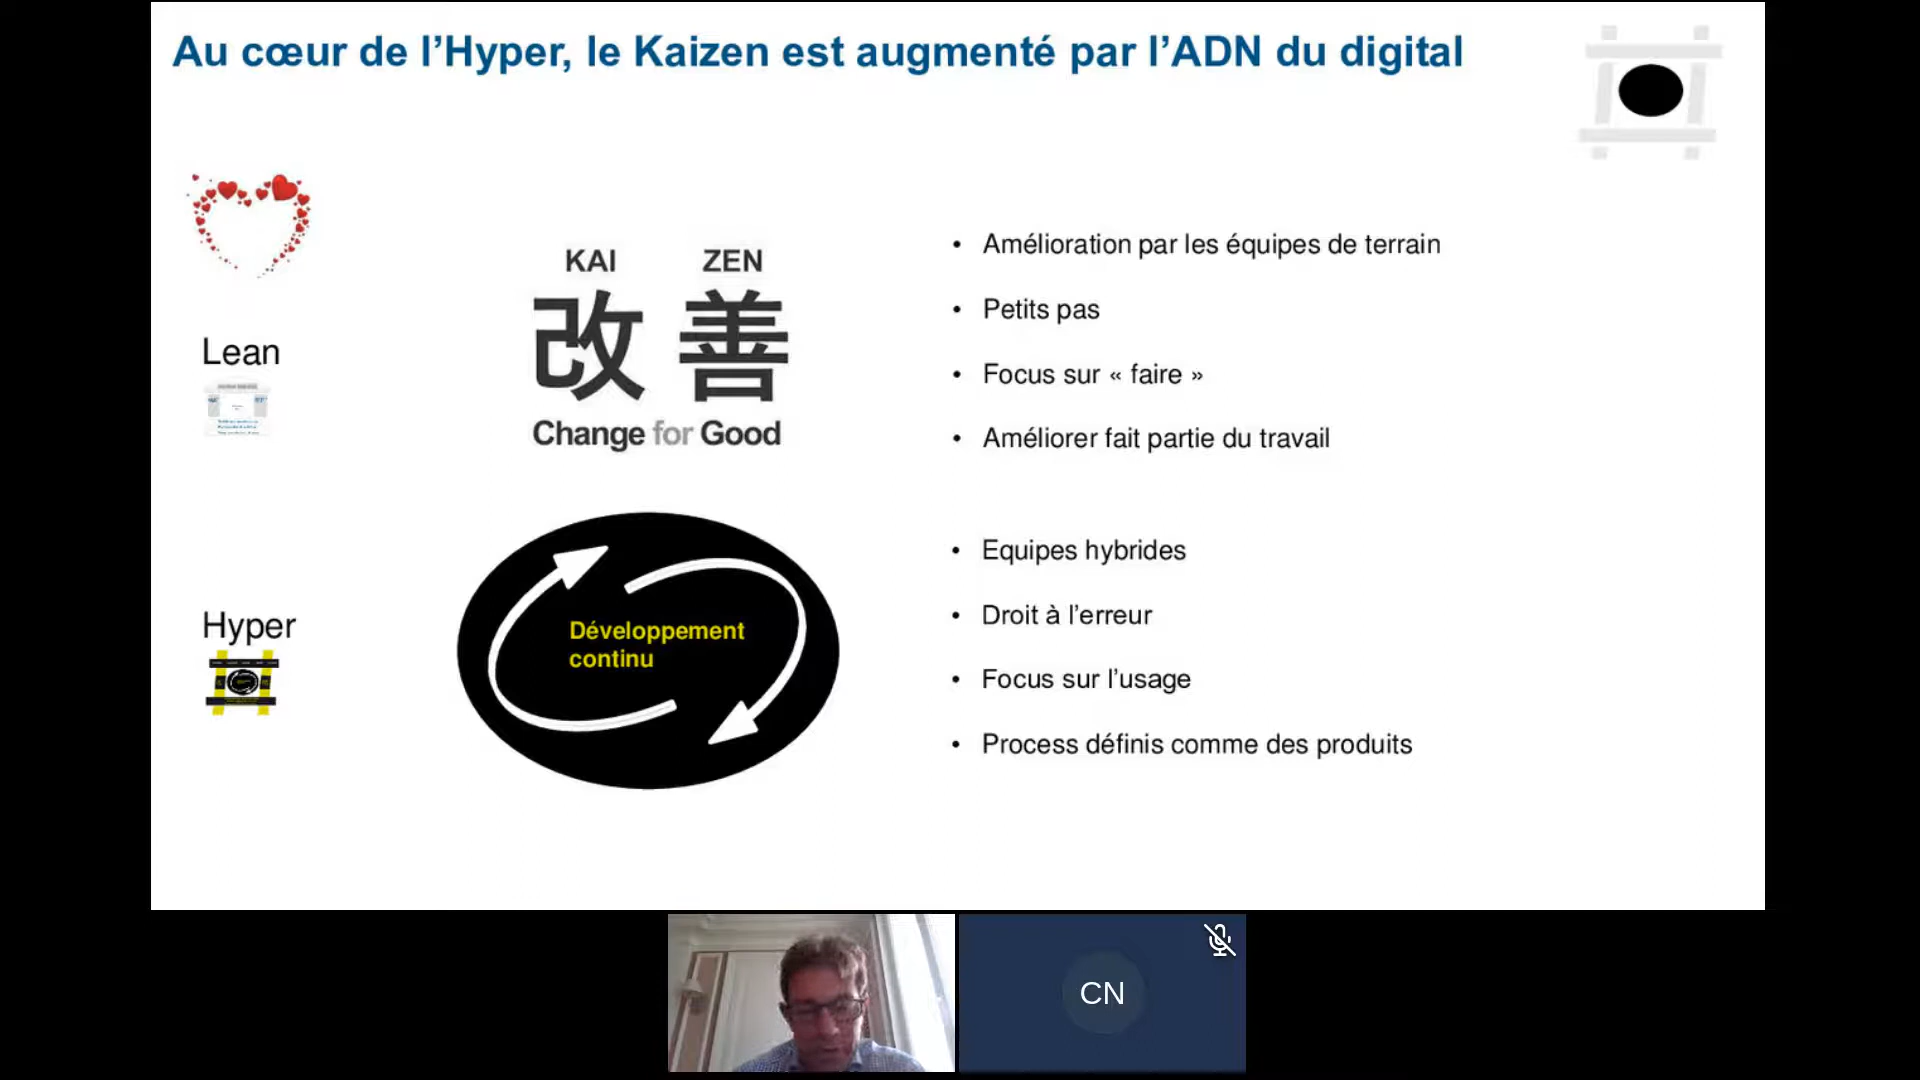 Au cœur de l’Hyper, le Kaizen est augmenté par l’ADN du digital
Lean
KAI ZEN
改 善
Change for Good
• Amélioration par les équipes de terrain
• Petits pas
• Focus sur « faire »
• Améliorer fait partie du travail
Hyper
Développement
continu
• Equipes hybrides
• Droit à l’erreur
• Focus sur l’usage
• Process définis comme des produits
CN